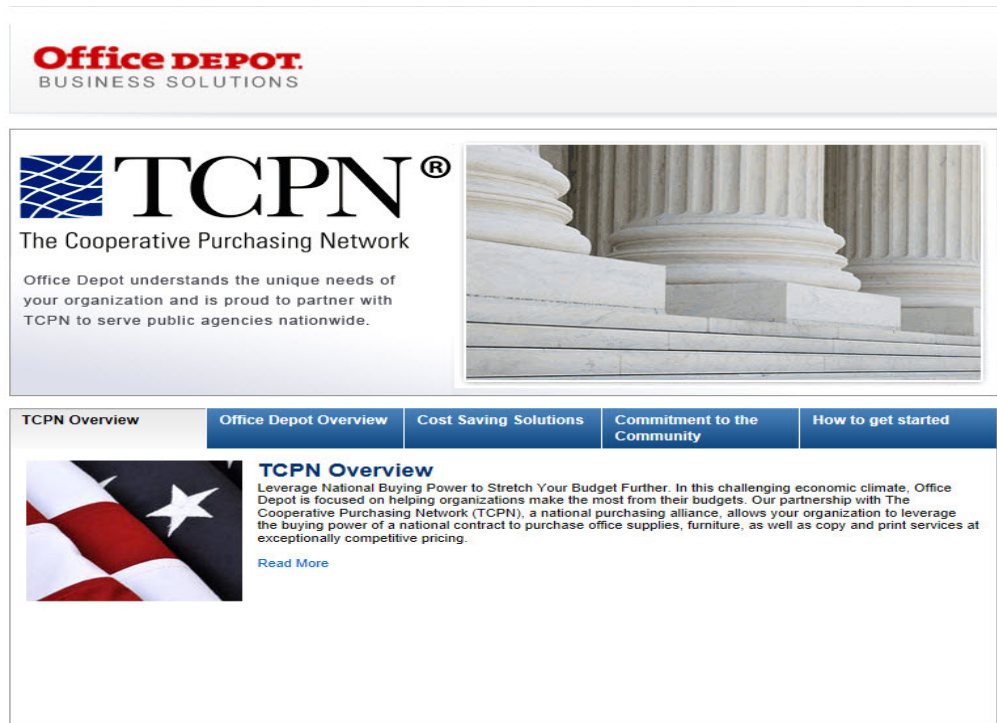 Office DEPOT.
BUSINESS SOLUTIONS
TCPN®
The Cooperative Purchasing Network
Office Depot understands the unique needs of
your organization and is proud to partner with
TCPN to serve public agencies nationwide.
TCPN Overview
Office Depot Overview
Cost Saving Solutions
Commitment to the
Community
How to get started
TCPN Overview
Leverage National Buying Power to Stretch Your Budget Further. In this challenging economic climate, Office
Depot is focused on helping organizations make the most from their budgets. Our partnership with The
Cooperative Purchasing Network (TCPN), a national purchasing alliance, allows your organization to leverage
the buying power of a national contract to purchase office supplies, furniture, as well as copy and print services at
exceptionally competitive pricing.
Read More